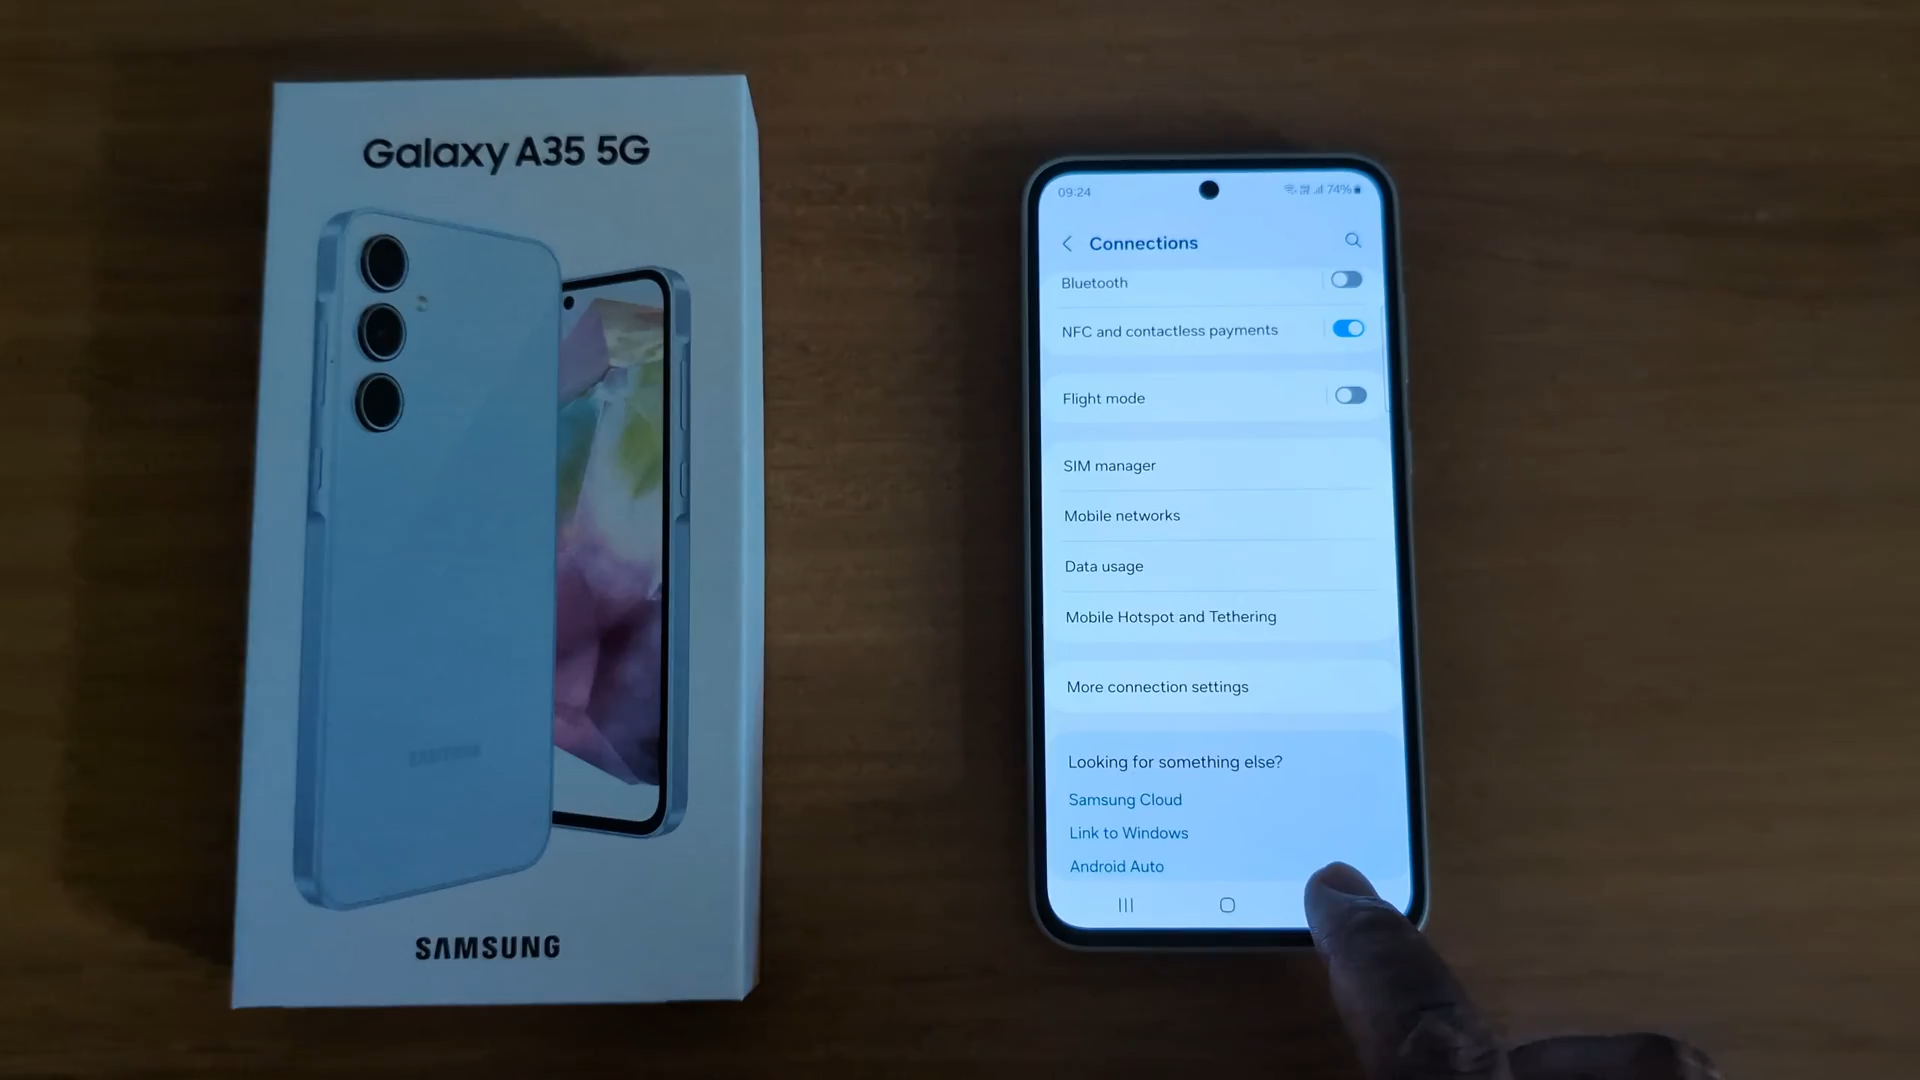 Galaxy A35 5G
SAMSUNG
SAMSUNG
09:24
74%
Connections
Bluetooth
NFC and contactless payments
Flight mode
SIM manager
Mobile networks
Data usage
Mobile Hotspot and Tethering
More connection settings
Looking for something else?
Samsung Cloud
Link to Windows
Android Auto